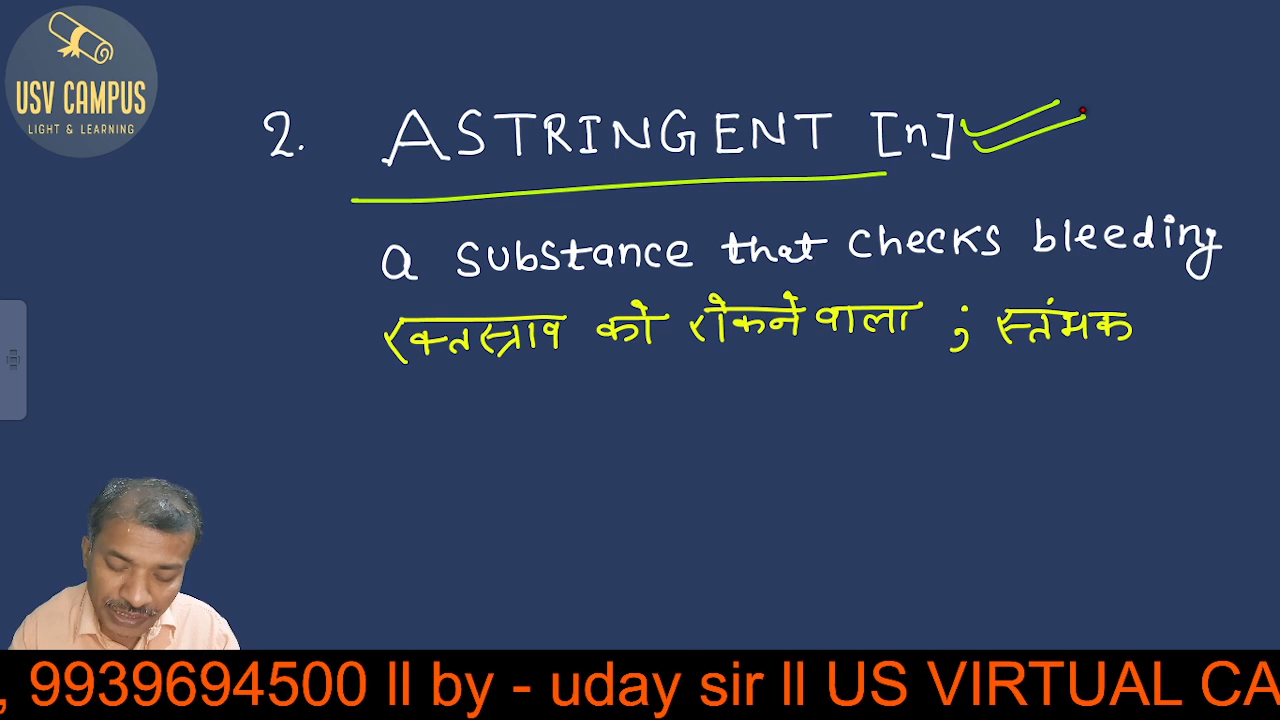 USV CAMPUS
LIGHT & LEARNING
2. ASTRINGENT [n]
a substance that checks bleeding
रक्तस्त्राव को रोकने वाला ; स्तंभक
, 9939694500 ll by - uday sir ll US VIRTUAL CA